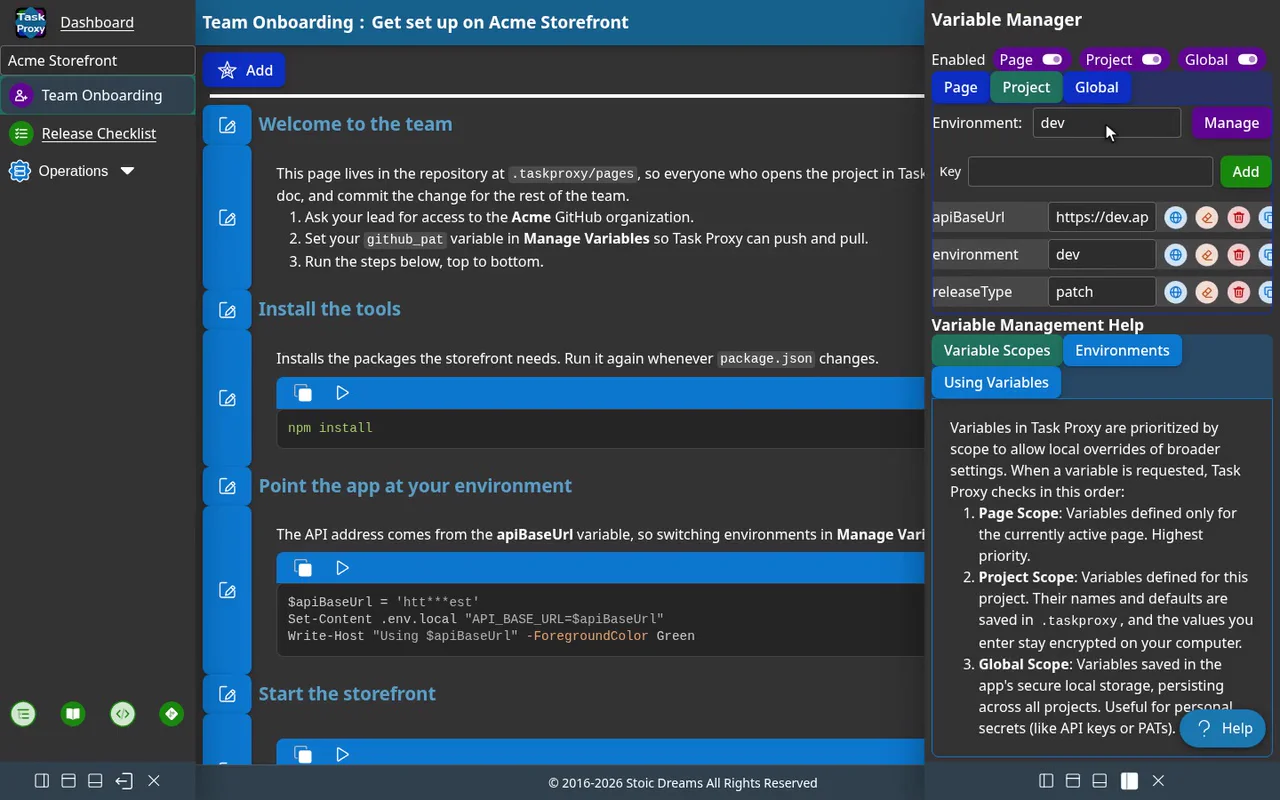 Task
Proxy
Dashboard
Acme Storefront
Team Onboarding
Release Checklist
Operations
Team Onboarding : Get set up on Acme Storefront
Add
Welcome to the team
This page lives in the repository at .taskproxy/pages, so everyone who opens the project in Task
doc, and commit the change for the rest of the team.
1. Ask your lead for access to the Acme GitHub organization.
2. Set your github_pat variable in Manage Variables so Task Proxy can push and pull.
3. Run the steps below, top to bottom.
Install the tools
Installs the packages the storefront needs. Run it again whenever package.json changes.
npm install
Point the app at your environment
The API address comes from the apiBaseUrl variable, so switching environments in Manage Vari
$apiBaseUrl = 'htt***est'
Set-Content .env.local "API_BASE_URL=$apiBaseUrl"
Write-Host "Using $apiBaseUrl" -ForegroundColor Green
Start the storefront
© 2016-2026 Stoic Dreams All Rights Reserved
Variable Manager
Enabled Page Project Global
Page Project Global
Environment: dev Manage
Key Add
apiBaseUrl https://dev.ap
environment dev
releaseType patch
Variable Management Help
Variable Scopes Environments
Using Variables
Variables in Task Proxy are prioritized by
scope to allow local overrides of broader
settings. When a variable is requested, Task
Proxy checks in this order:
1. Page Scope: Variables defined only for
the currently active page. Highest
priority.
2. Project Scope: Variables defined for this
project. Their names and defaults are
saved in .taskproxy, and the values you
enter stay encrypted on your computer.
3. Global Scope: Variables saved in the
app's secure local storage, persisting
across all projects. Useful for personal
secrets (like API keys or PATs).
Help